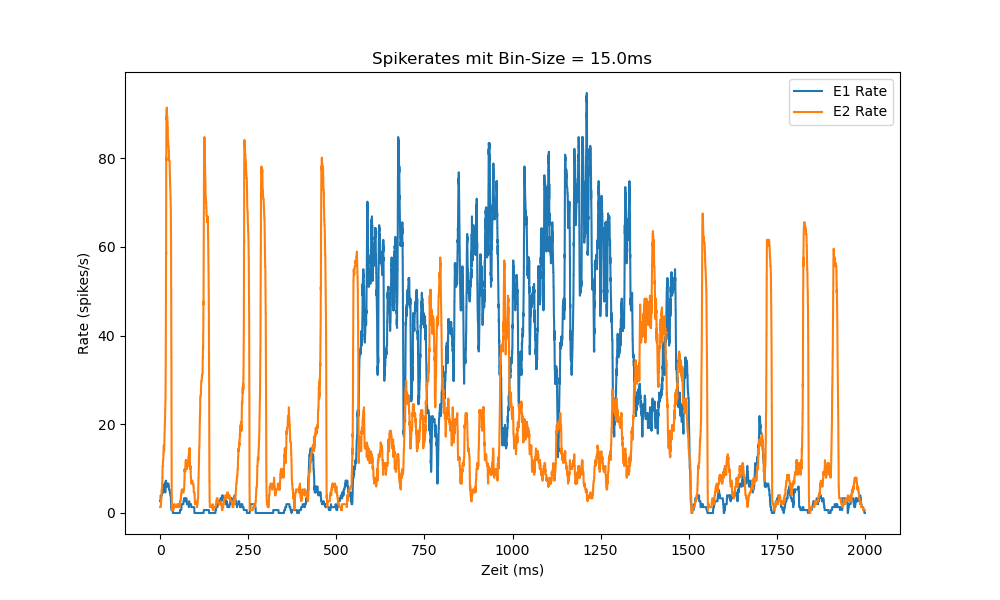 Spikerates mit Bin-Size = 15.0ms
E1 Rate
E2 Rate
Rate (spikes/s)
80
60
40
20
0
0 250 500 750 1000 1250 1500 1750 2000
Zeit (ms)